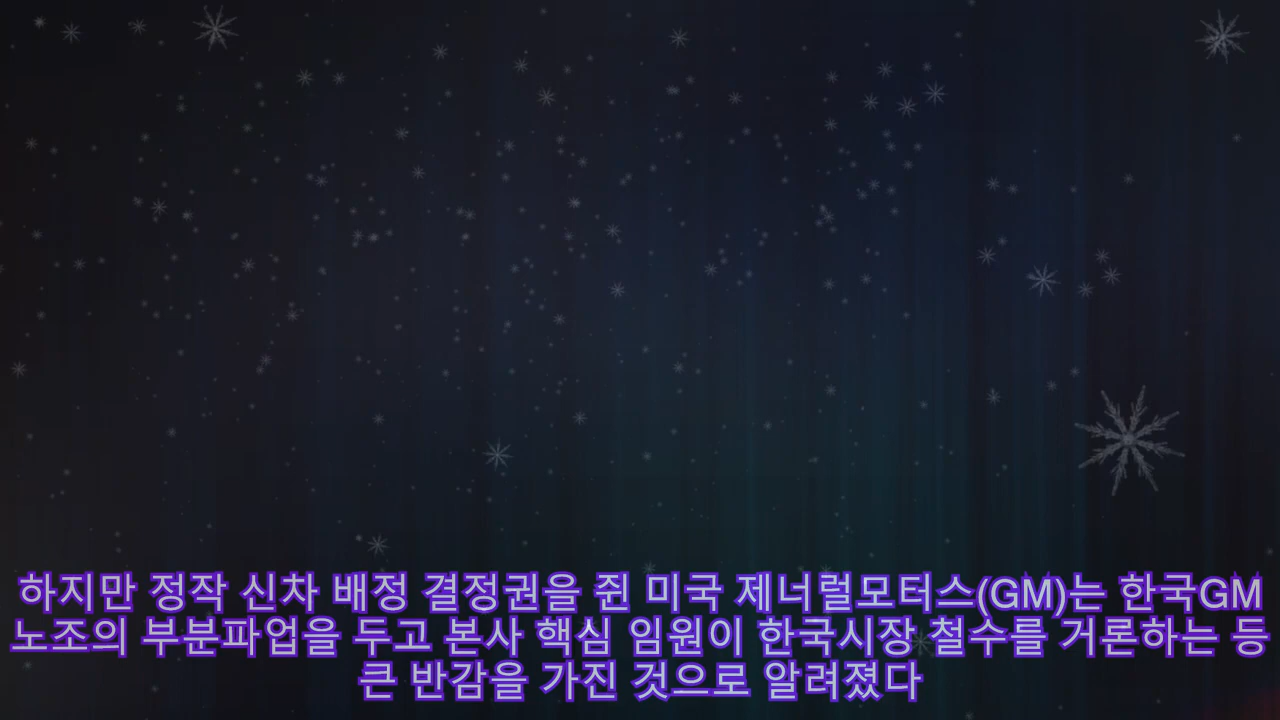 하지만 정작 신차 배정 결정권을 쥔 미국 제너럴모터스(GM)는 한국GM
노조의 부분파업을 두고 본사 핵심 임원이 한국시장 철수를 거론하는 등
큰 반감을 가진 것으로 알려졌다